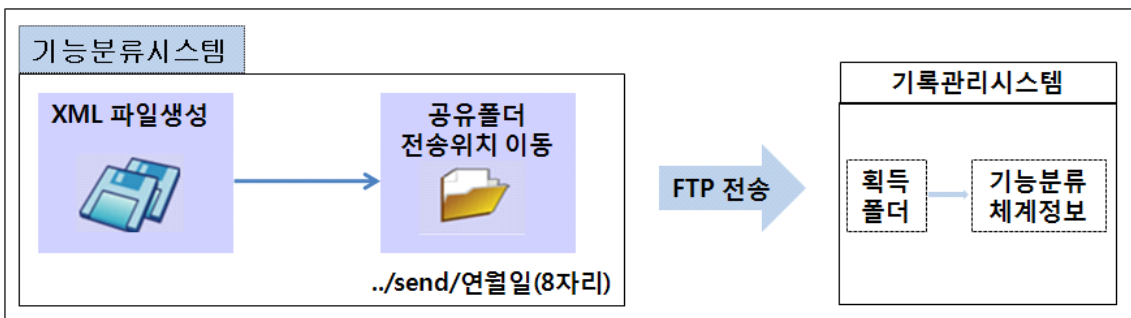 기능분류시스템
XML 파일생성
공유폴더
전송위치 이동
../send/연월일(8자리)
FTP 전송
기록관리시스템
획득
폴더
기능분류
체계정보